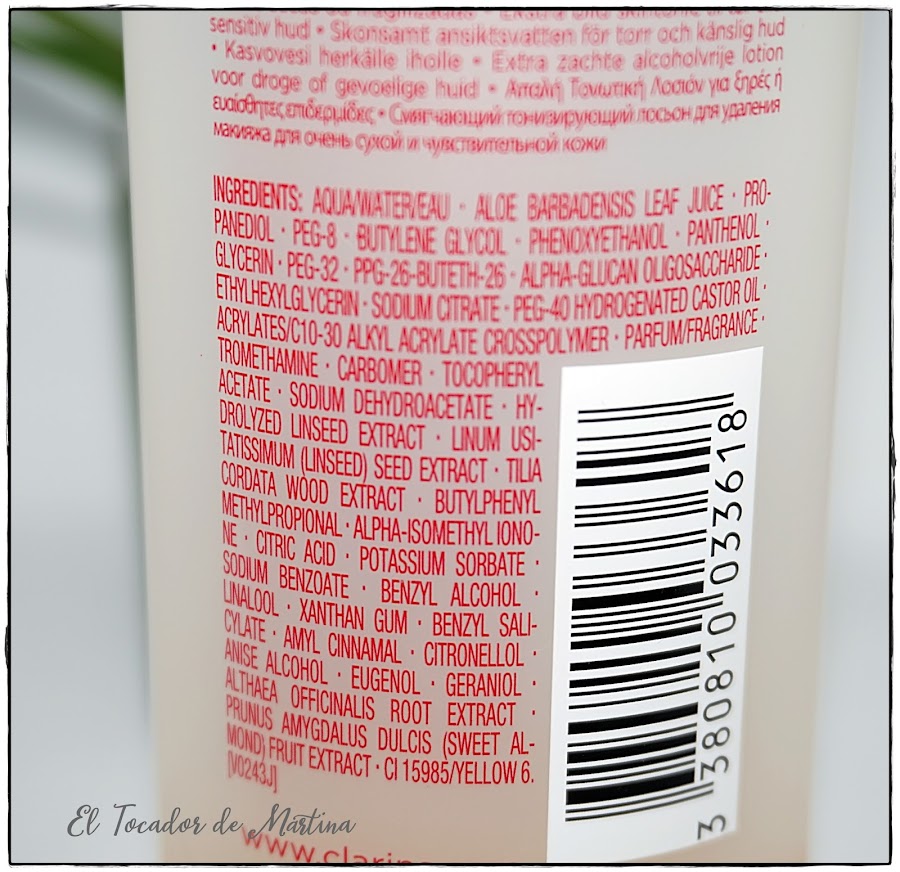 sensitiv hud • Skonsamt ansiktsvatten för torr och känslig hud
• Kasvovesi herkälle iholle • Extra zachte alcoholvrije lotion
voor droge of gevoelige huid • Απαλή Τονωτική Λοσιόν για ξηρές ή
ευαίσθητες επιδερμίδες • Смягчающий тонизирующий лосьон для удаления
макияжа для очень сухой и чувствительной кожи
INGREDIENTS: AQUA/WATER/EAU · ALOE BARBADENSIS LEAF JUICE · PRO-
PANEDIOL · PEG-8 · BUTYLENE GLYCOL · PHENOXYETHANOL · PANTHENOL ·
GLYCERIN · PEG-32 · PPG-26-BUTETH-26 · ALPHA-GLUCAN OLIGOSACCHARIDE ·
ETHYLHEXYLGLYCERIN · SODIUM CITRATE · PEG-40 HYDROGENATED CASTOR OIL ·
ACRYLATES/C10-30 ALKYL ACRYLATE CROSSPOLYMER · PARFUM/FRAGRANCE ·
TROMETHAMINE · CARBOMER · TOCOPHERYL
ACETATE · SODIUM DEHYDROACETATE · HY-
DROLYZED LINSEED EXTRACT · LINUM USI-
TATISSIMUM (LINSEED) SEED EXTRACT · TILIA
CORDATA WOOD EXTRACT · BUTYLPHENYL
METHYLPROPIONAL · ALPHA-ISOMETHYL IONO-
NE · CITRIC ACID · POTASSIUM SORBATE ·
SODIUM BENZOATE · BENZYL ALCOHOL ·
LINALOOL · XANTHAN GUM · BENZYL SALI-
CYLATE · AMYL CINNAMAL · CITRONELLOL ·
ANISE ALCOHOL · EUGENOL · GERANIOL ·
ALTHAEA OFFICINALIS ROOT EXTRACT ·
PRUNUS AMYGDALUS DULCIS (SWEET AL-
MOND) FRUIT EXTRACT · CI 15985/YELLOW 6.
[V0243J]
3 380810 033618
El Tocador de Martina
www.clarins